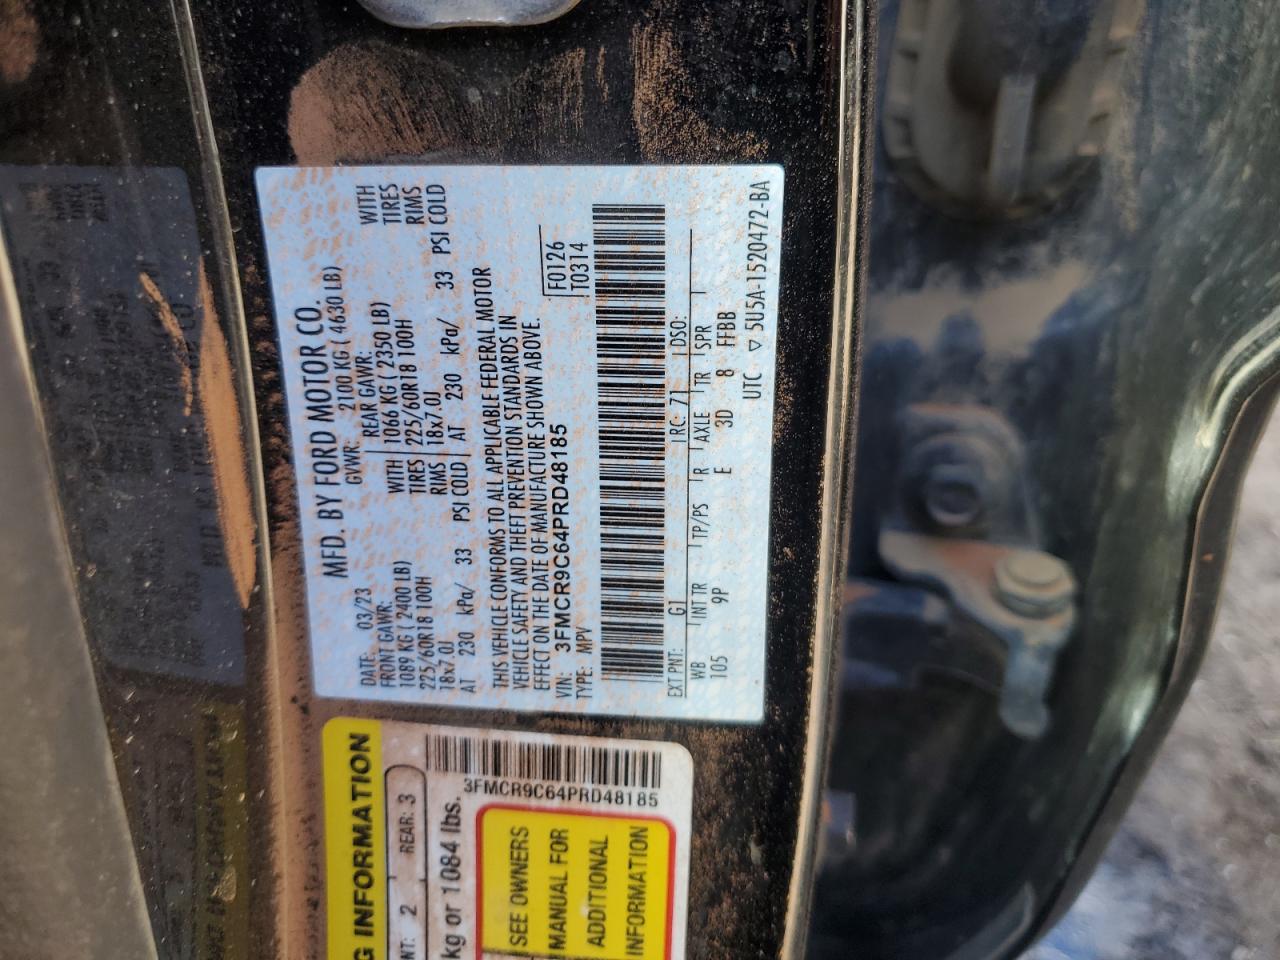 MFD. BY FORD MOTOR CO.
DATE: 03/23 GVWR: 2100 KG ( 4630 LB)
FRONT GAWR: REAR GAWR:
1089 KG ( 2400 LB) WITH 1066 KG ( 2350 LB) WITH
225/60R18 100H TIRES 225/60R18 100H TIRES
18x7.0J RIMS 18x7.0J RIMS
AT 230 kPa/ 33 PSI COLD AT 230 kPa/ 33 PSI COLD
THIS VEHICLE CONFORMS TO ALL APPLICABLE FEDERAL MOTOR
VEHICLE SAFETY AND THEFT PREVENTION STANDARDS IN
EFFECT ON THE DATE OF MANUFACTURE SHOWN ABOVE.
VIN: 3FMCR9C64PRD48185 F0126
TYPE: MPV T0314
EXT PNT: G1 RC: 71 DSO:
WB INT TR TP/PS R AXLE TR SPR
105 9P E 3D 8 FFBB
UTC ▽ 5U5A-1520472-BA
G INFORMATION
NT: 2 REAR: 3
kg or 1084 lbs.
3FMCR9C64PRD48185
SEE OWNERS
MANUAL FOR
ADDITIONAL
INFORMATION